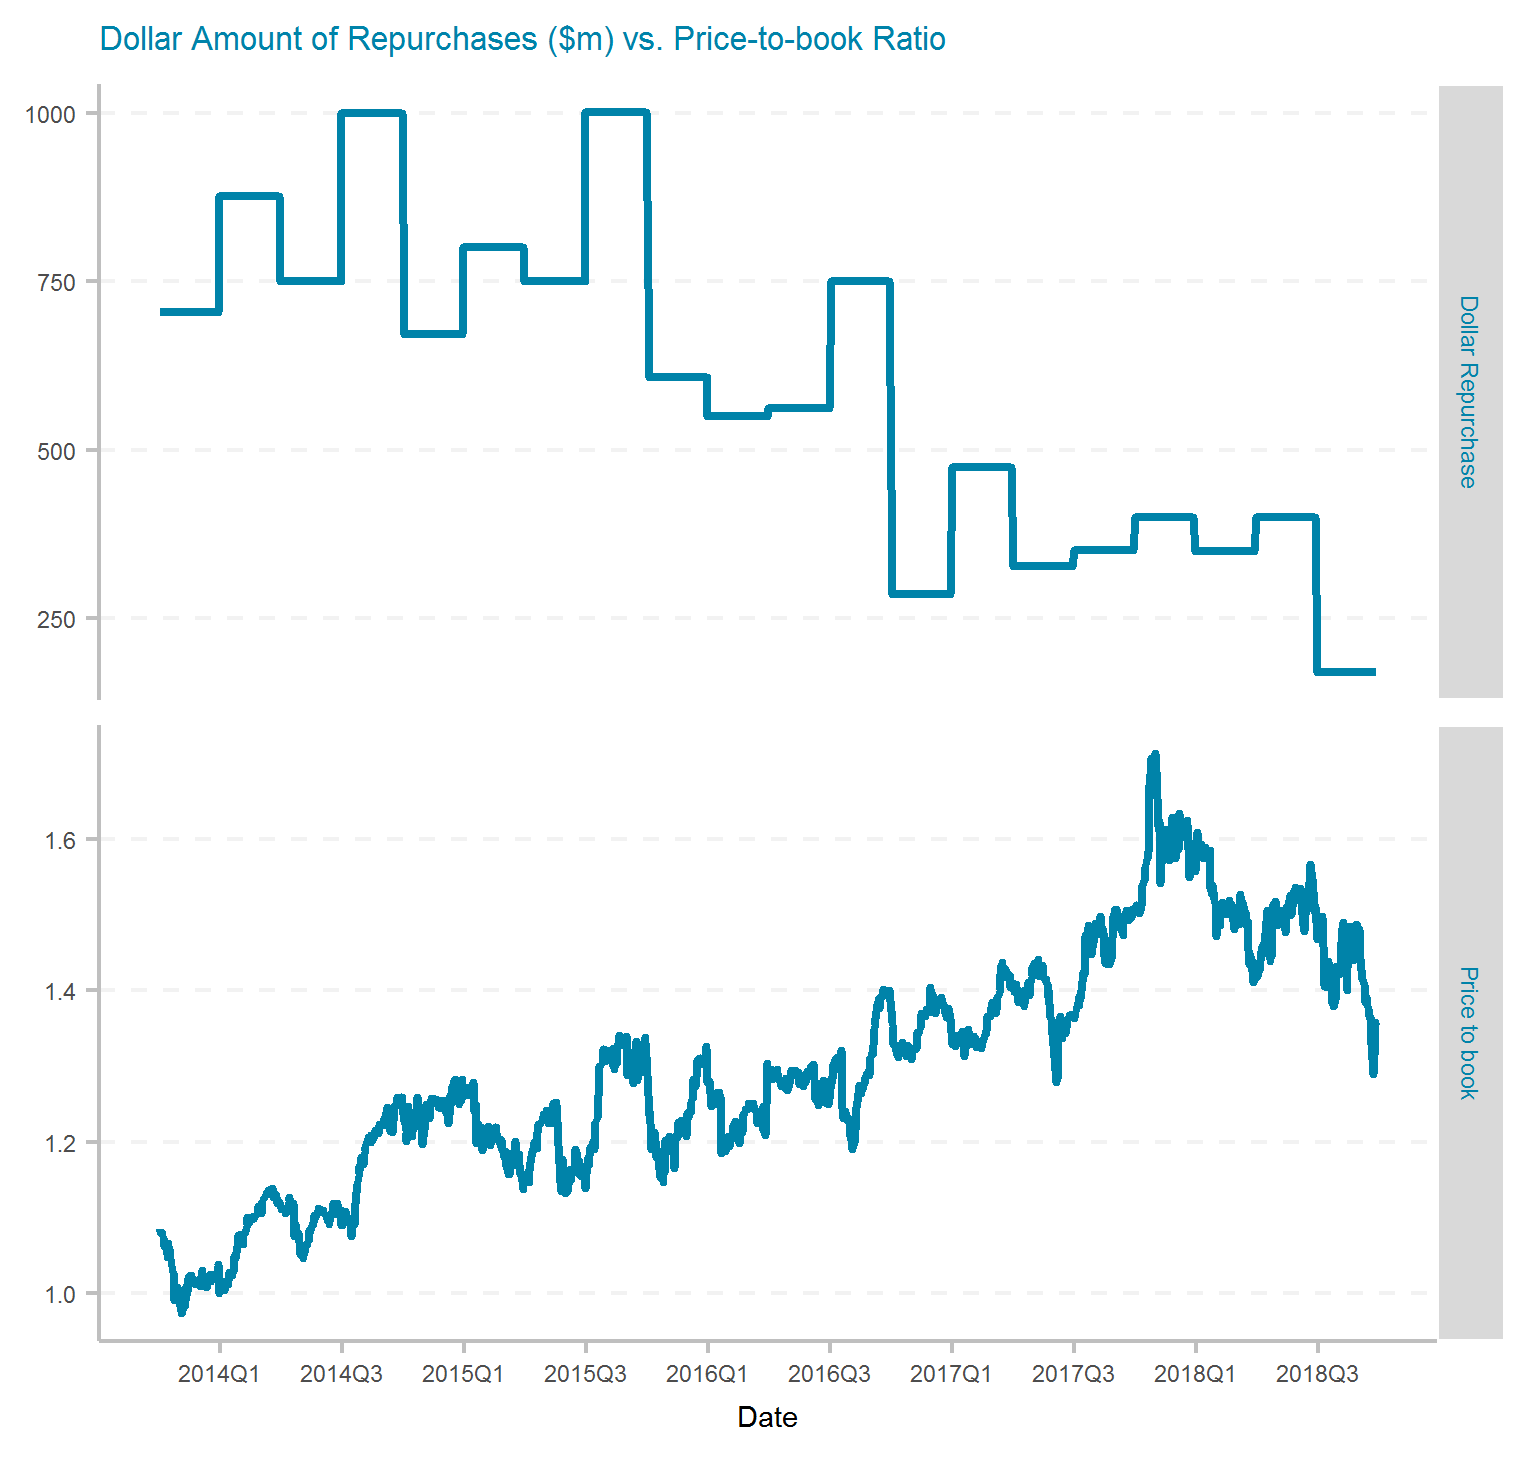 Dollar Amount of Repurchases ($m) vs. Price-to-book Ratio
1000
750
500
250
Dollar Repurchase
1.6
1.4
1.2
1.0
Price to book
2014Q1 2014Q3 2015Q1 2015Q3 2016Q1 2016Q3 2017Q1 2017Q3 2018Q1 2018Q3
Date